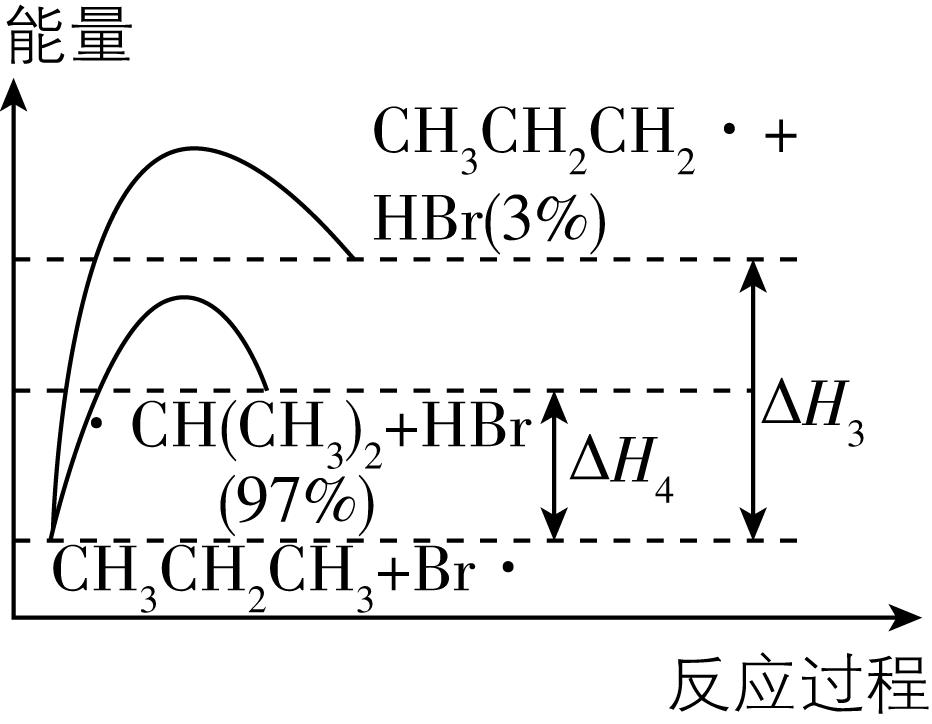 能量
CH₃CH₂CH₂·+
HBr(3%)
·CH(CH₃)₂+HBr
(97%)
ΔH₃
ΔH₄
CH₃CH₂CH₃+Br·
反应过程